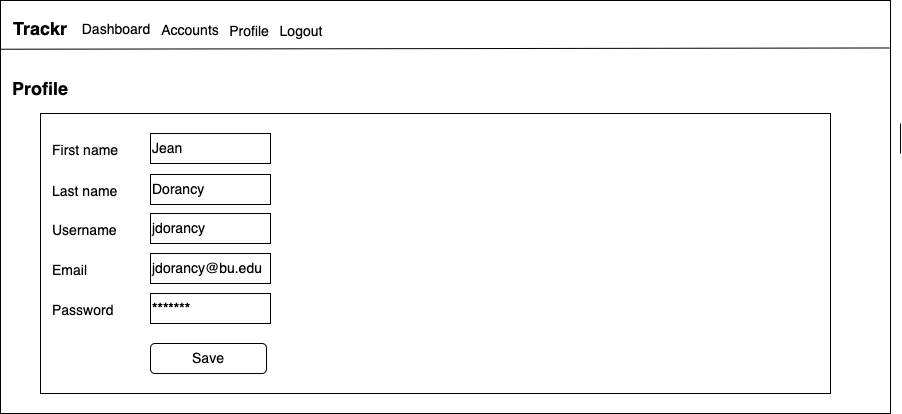 Trackr Dashboard Accounts Profile Logout
Profile
First name Jean
Last name Dorancy
Username jdorancy
Email jdorancy@bu.edu
Password *******
Save